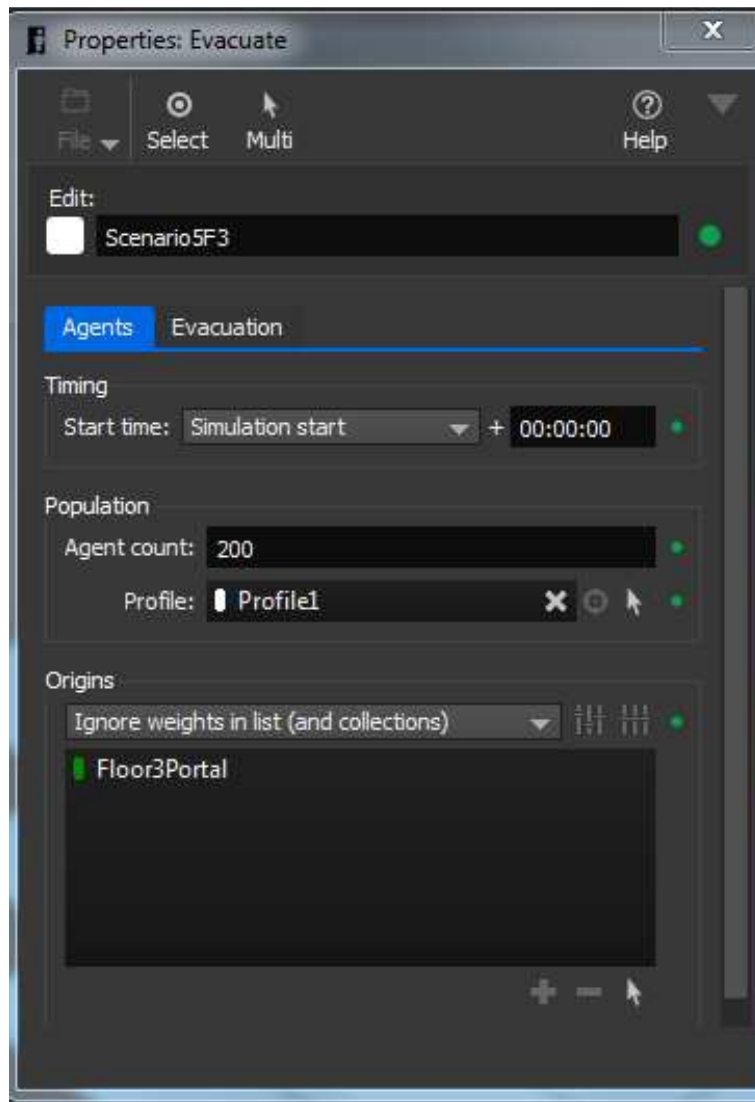 Properties: Evacuate
X
File Select Multi Help
Edit:
Scenario5F3
Agents Evacuation
Timing
Start time: Simulation start + 00:00:00
Population
Agent count: 200
Profile: Profile1
Origins
Ignore weights in list (and collections)
Floor3Portal